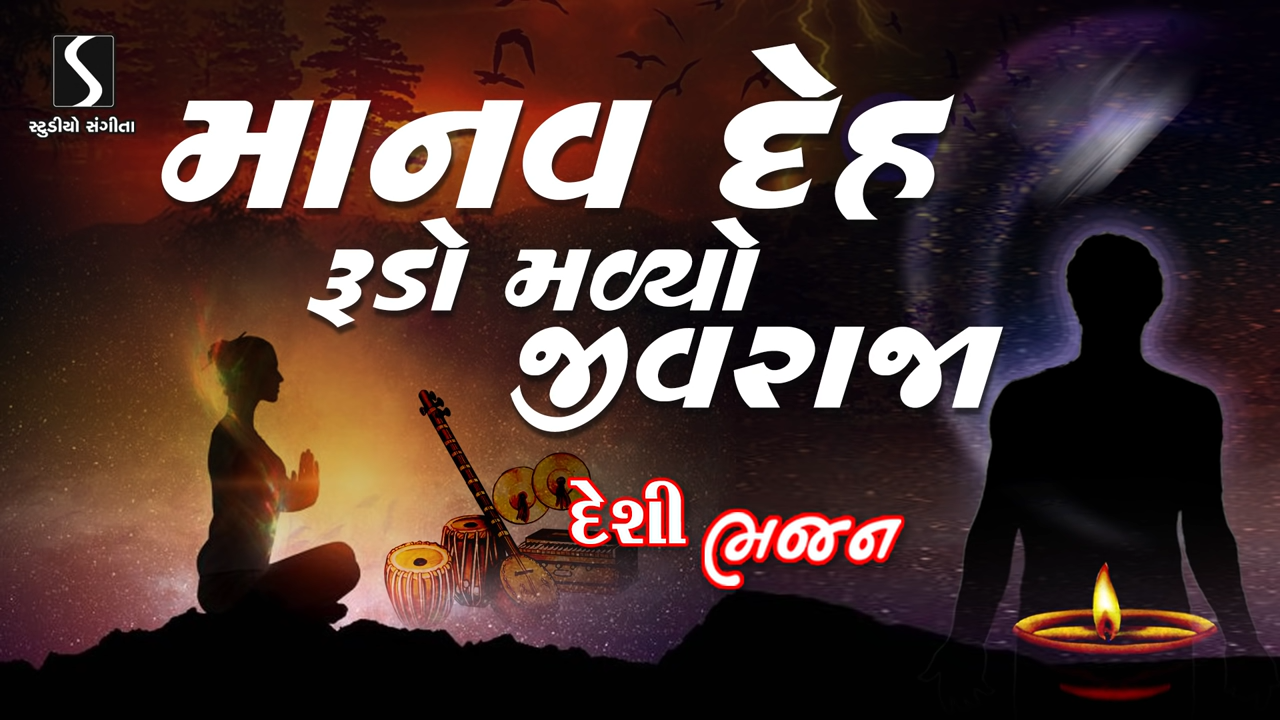 સ્ટુડીયો સંગીતા
માનવ દેહ
રૂડો મળ્યો
જીવરાજા
દેશી ભજન